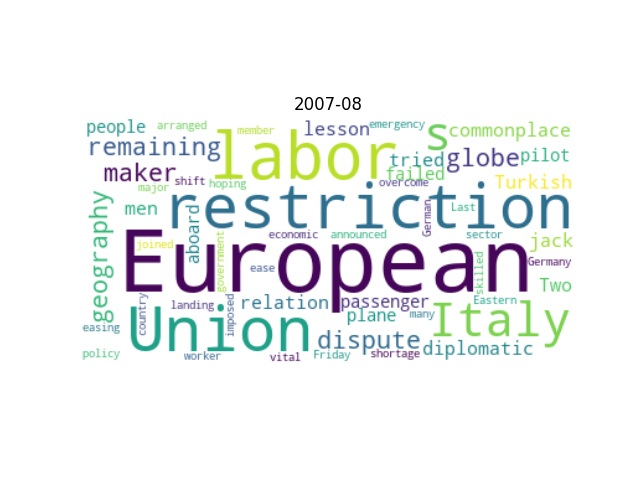 2007-08
people arranged member lesson emergency
remaining labor s commonplace
maker shift hoping tried failed globe pilot
major overcome Turkish
geography men aboard restriction German Last
joined government economic announced sector jack
European ease skilled Germany
country landing imposed relation passenger many Eastern Two
easing Union plane Italy
policy worker vital dispute Friday shortage diplomatic